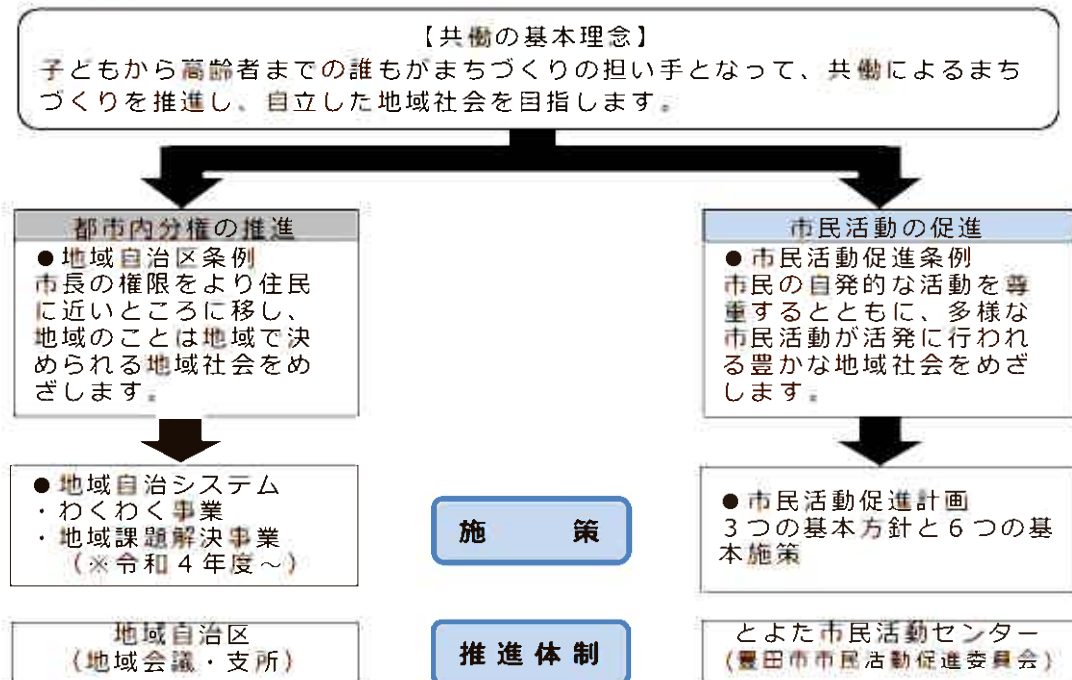 【共働の基本理念】
子どもから高齢者までの誰もがまちづくりの担い手となって、共働によるまち
づくりを推進し、自立した地域社会を目指します。
都市内分権の推進
●地域自治区条例
市長の権限をより住民
に近いところに移し、
地域のことは地域で決
められる地域社会をめ
ざします。
市民活動の促進
●市民活動促進条例
市民の自発的な活動を尊
重するとともに、多様な
市民活動が活発に行われ
る豊かな地域社会をめざ
します。
●地域自治システム
・わくわく事業
・地域課題解決事業
（※令和４年度～）
施　策
●市民活動促進計画
３つの基本方針と６つの基
本施策
地域自治区
（地域会議・支所）
推進体制
とよた市民活動センター
(豊田市市民活動促進委員会)